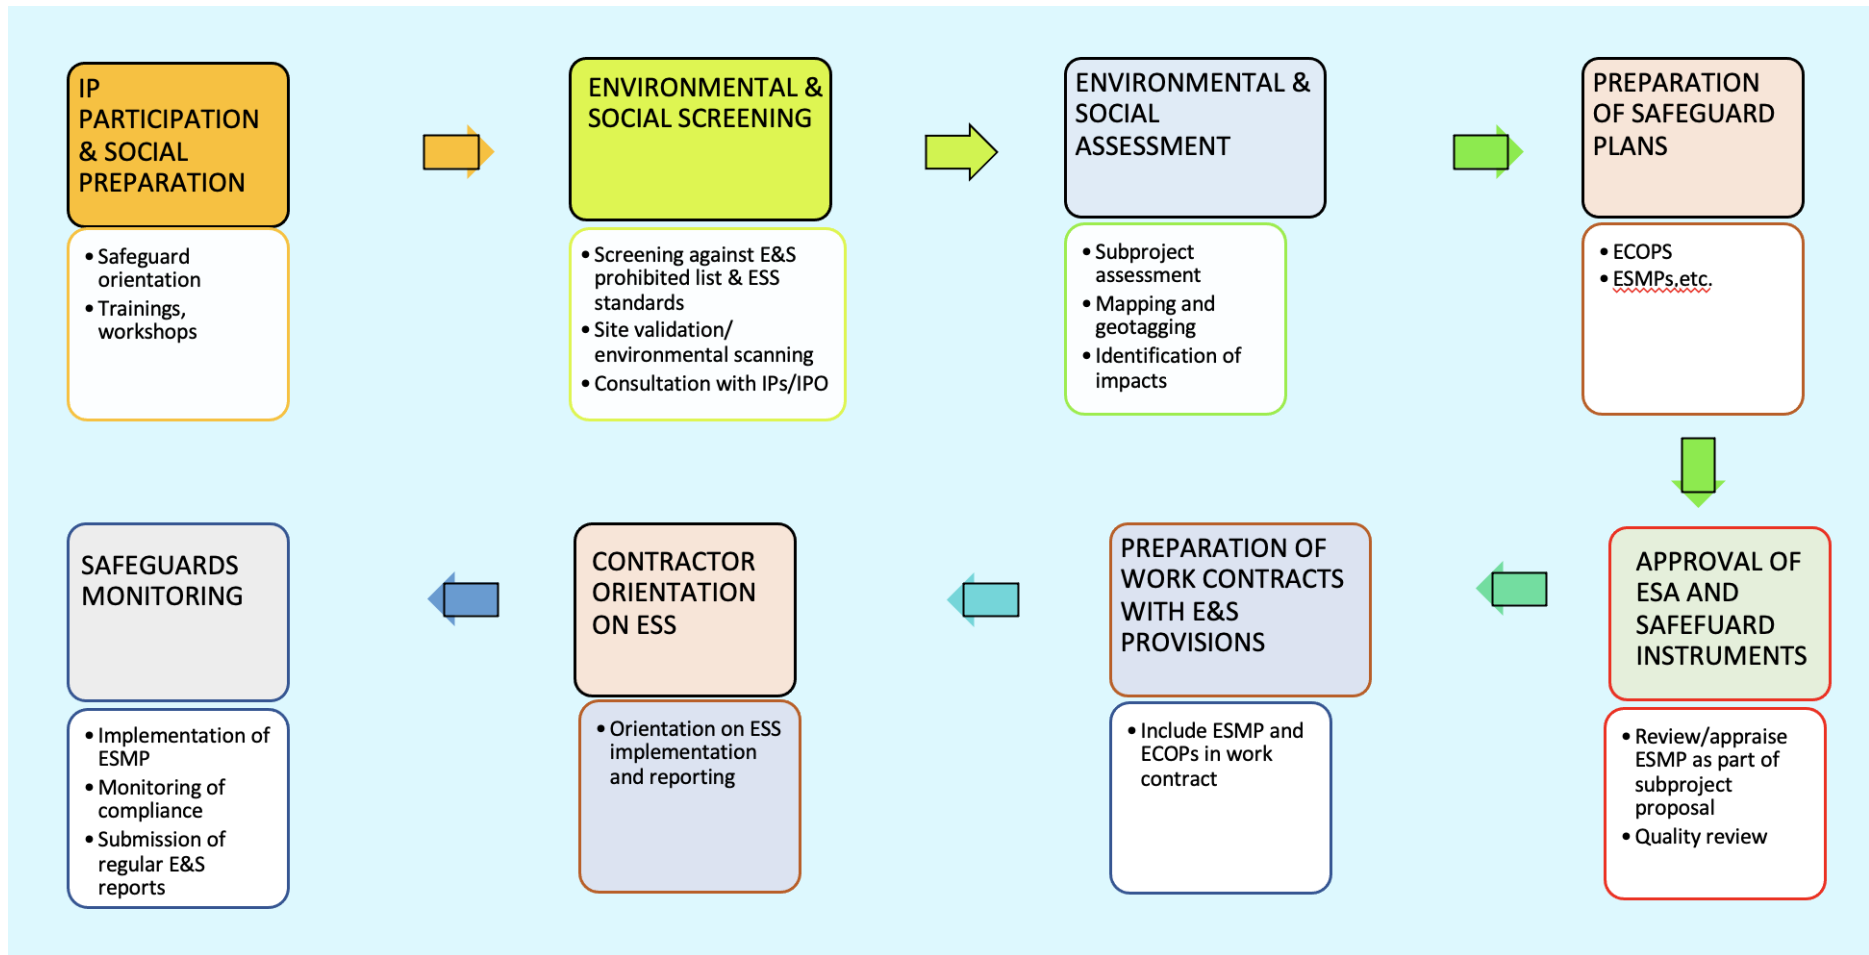 IP
PARTICIPATION
& SOCIAL
PREPARATION
• Safeguard
orientation
• Trainings,
workshops
ENVIRONMENTAL &
SOCIAL SCREENING
• Screening against E&S
prohibited list & ESS
standards
• Site validation/
environmental scanning
• Consultation with IPs/IPO
ENVIRONMENTAL &
SOCIAL
ASSESSMENT
• Subproject
assessment
• Mapping and
geotagging
• Identification of
impacts
PREPARATION
OF SAFEGUARD
PLANS
• ECOPS
• ESMPs,etc.
APPROVAL OF
ESA AND
SAFEFUARD
INSTRUMENTS
• Review/appraise
ESMP as part of
subproject
proposal
• Quality review
PREPARATION OF
WORK CONTRACTS
WITH E&S
PROVISIONS
• Include ESMP and
ECOPs in work
contract
CONTRACTOR
ORIENTATION
ON ESS
• Orientation on ESS
implementation
and reporting
SAFEGUARDS
MONITORING
• Implementation of
ESMP
• Monitoring of
compliance
• Submission of
regular E&S
reports